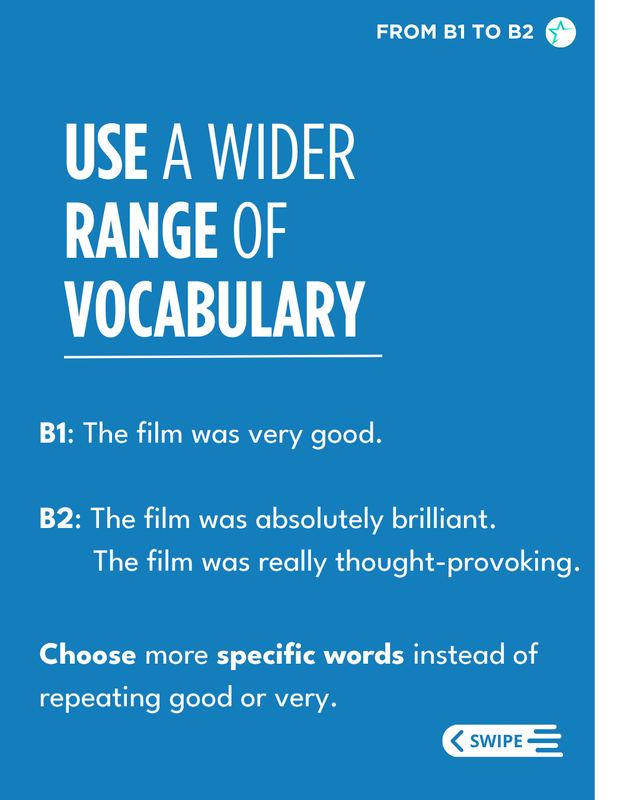 FROM B1 TO B2
USE A WIDER
RANGE OF
VOCABULARY
B1: The film was very good.
B2: The film was absolutely brilliant.
The film was really thought-provoking.
Choose more specific words instead of
repeating good or very.
SWIPE